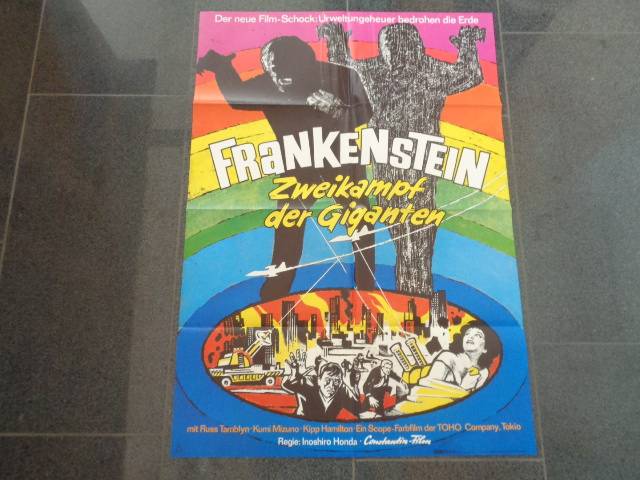 Der neue Film-Schock: Urweltungeheuer bedrohen die Erde
FRANKENSTEIN
Zweikampf
der Giganten
mit Russ Tamblyn · Kumi Mizuno · Kipp Hamilton · Ein Scope-Farbfilm der TOHO Company, Tokio
Regie: Inoshiro Honda · Constantin-Film